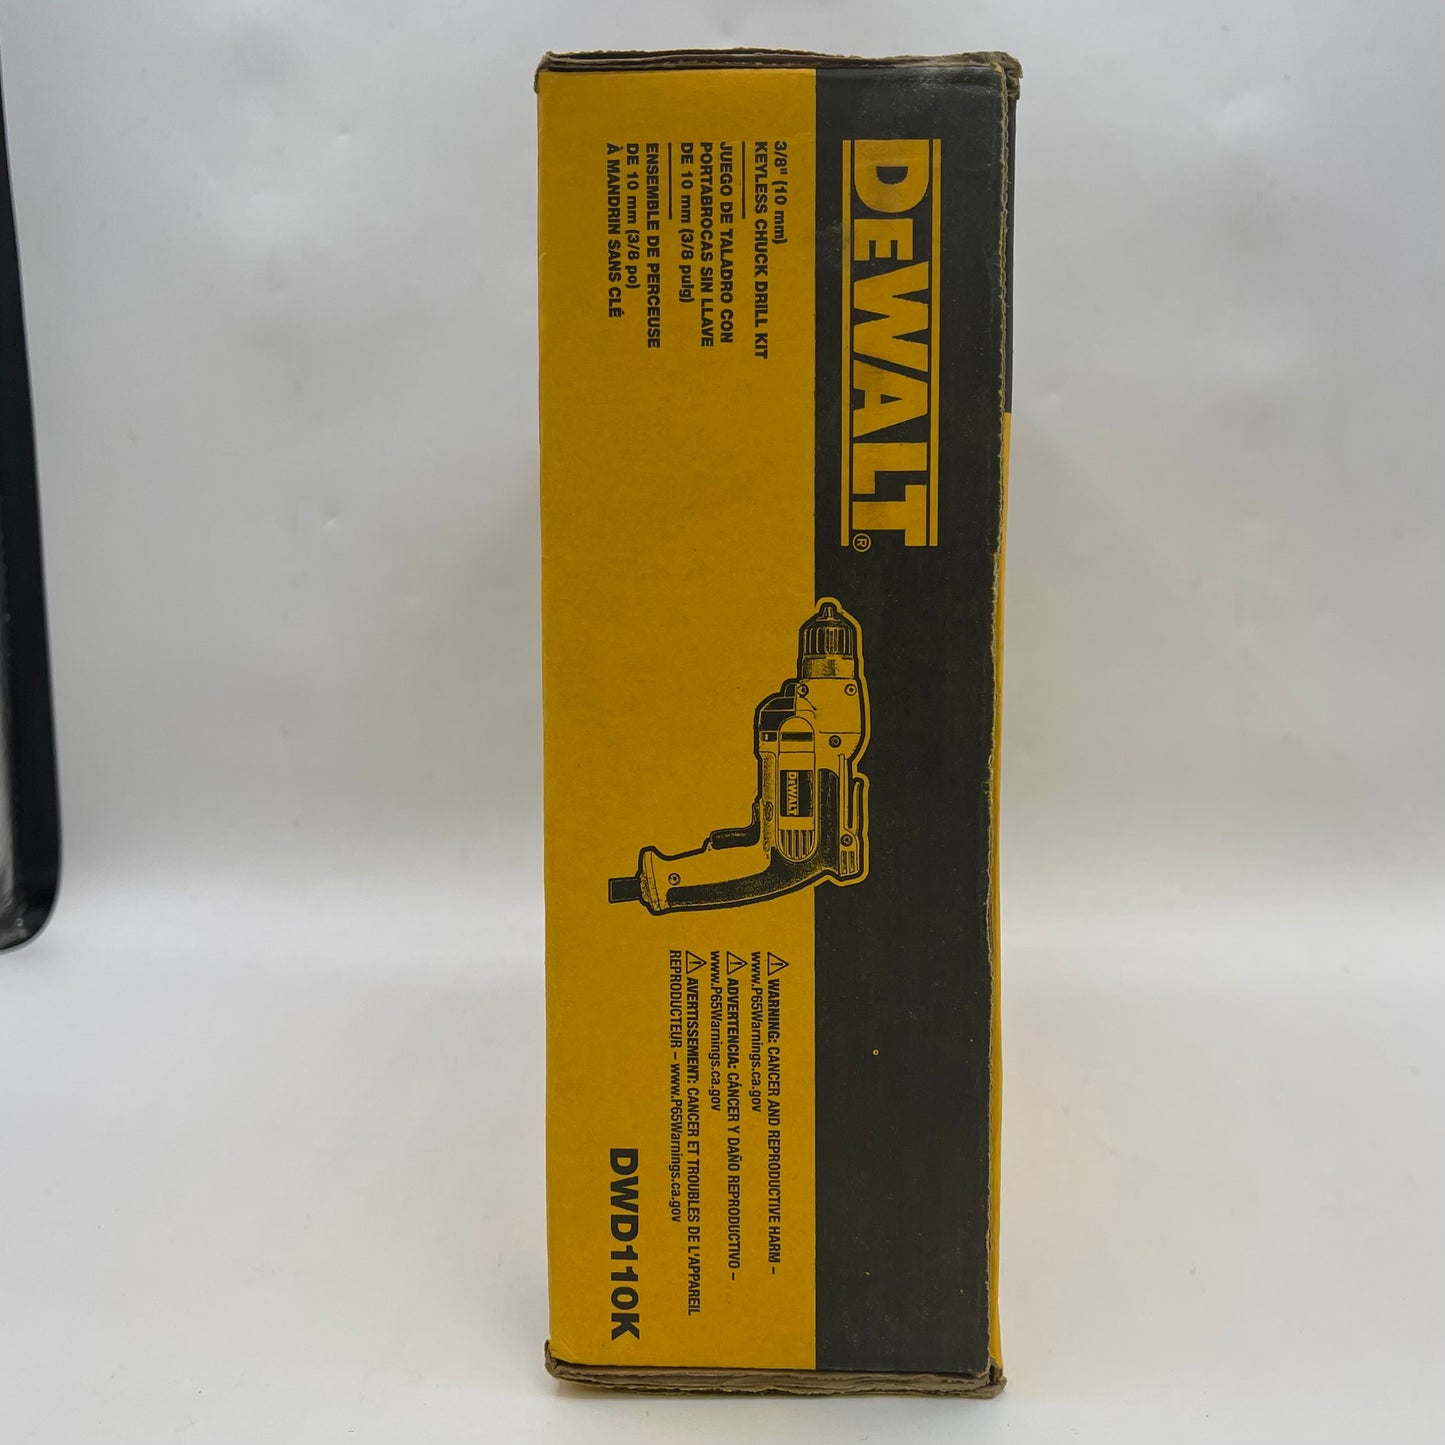 DEWALT®
3/8" (10 mm)
KEYLESS CHUCK DRILL KIT
JUEGO DE TALADRO CON
PORTABROCAS SIN LLAVE
DE 10 mm (3/8 pulg)
ENSEMBLE DE PERCEUSE
DE 10 mm (3/8 po)
À MANDRIN SANS CLÉ
DEWALT
⚠ WARNING: CANCER AND REPRODUCTIVE HARM –
www.P65Warnings.ca.gov
⚠ ADVERTENCIA: CÁNCER Y DAÑO REPRODUCTIVO –
www.P65Warnings.ca.gov
⚠ AVERTISSEMENT: CANCER ET TROUBLES DE L'APPAREIL
REPRODUCTEUR – www.P65Warnings.ca.gov
DWD110K